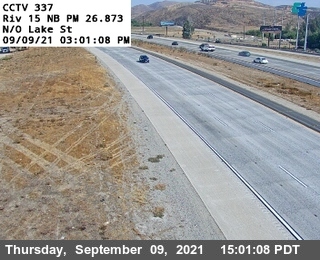 CCTV 337
Riv 15 NB PM 26.873
N/O Lake St
09/09/21 03:01:08 PM
Thursday, September 09, 2021 15:01:08 PDT